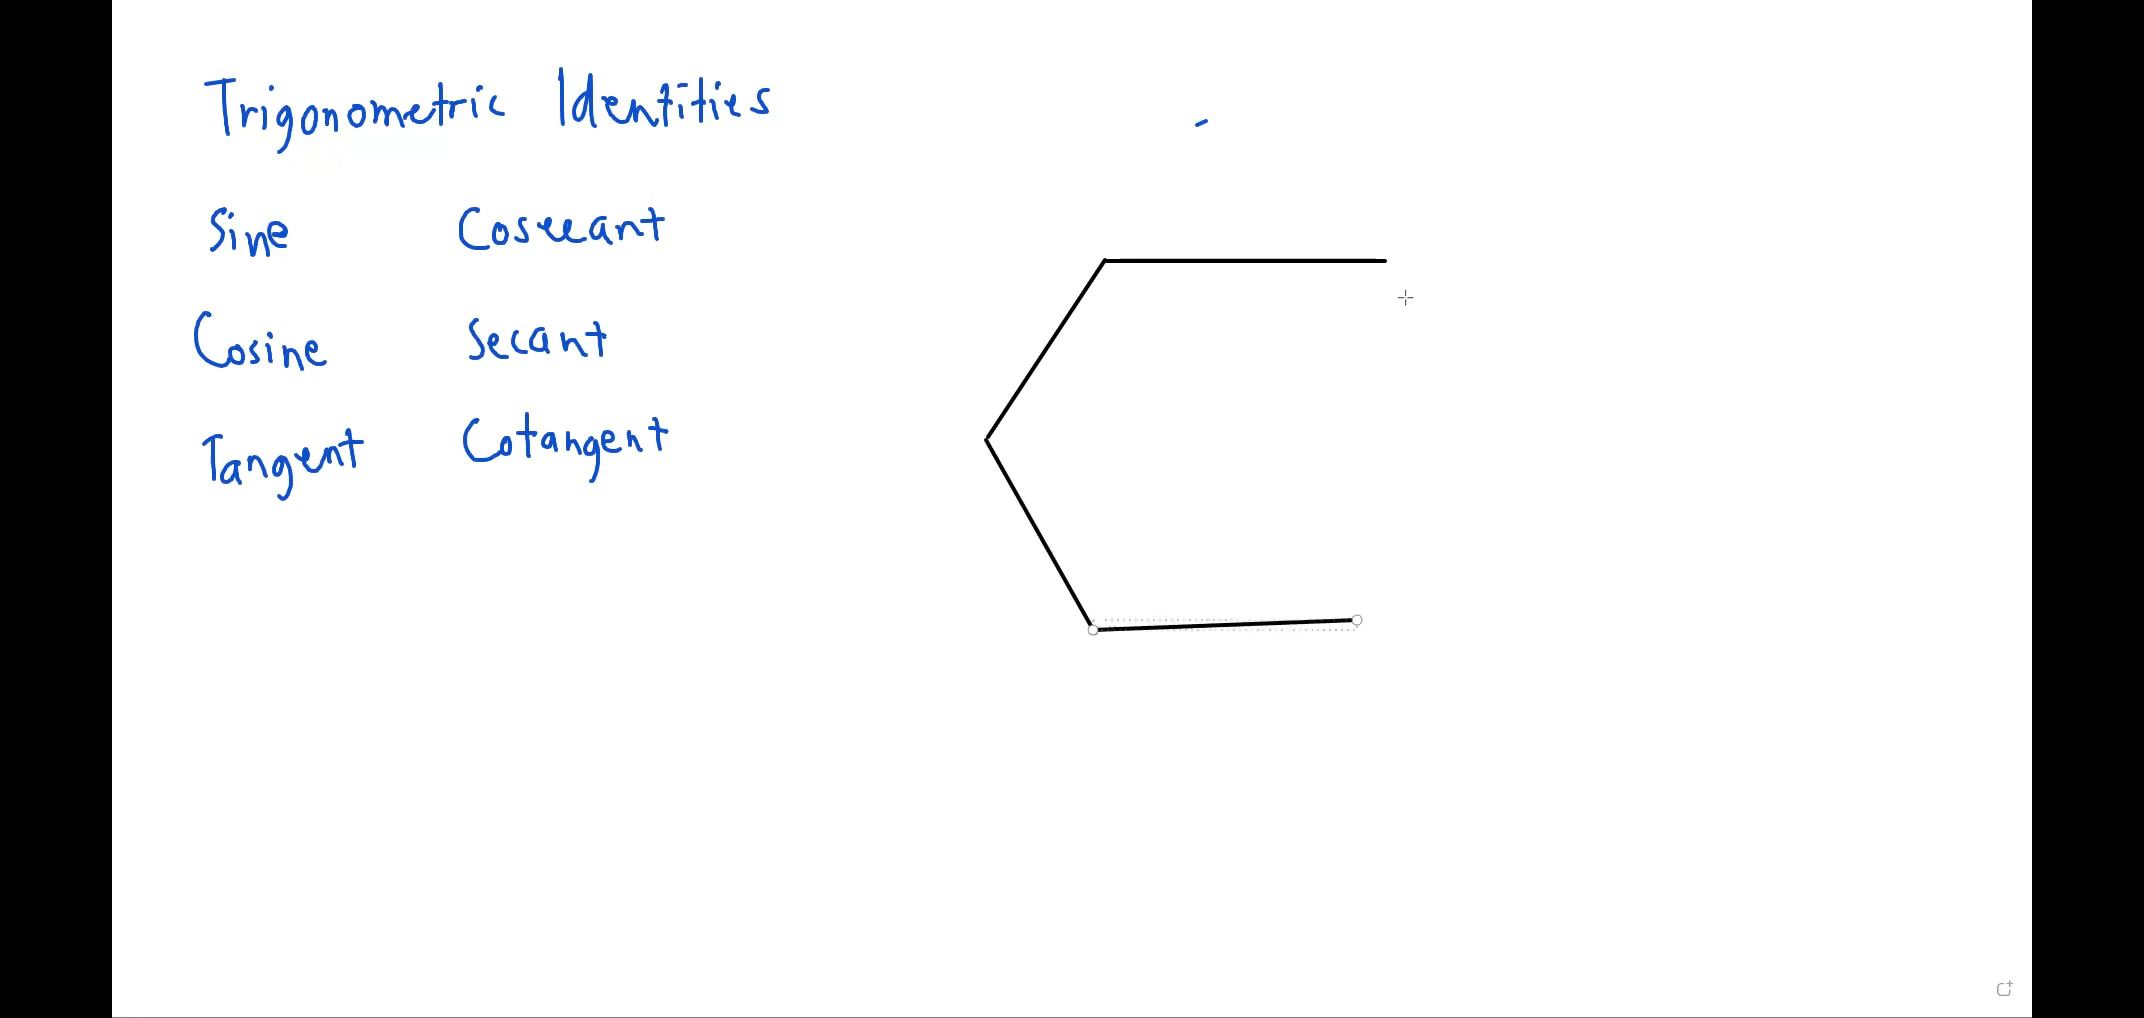 Trigonometric Identities
Sine Cosecant
Cosine Secant
Tangent Cotangent